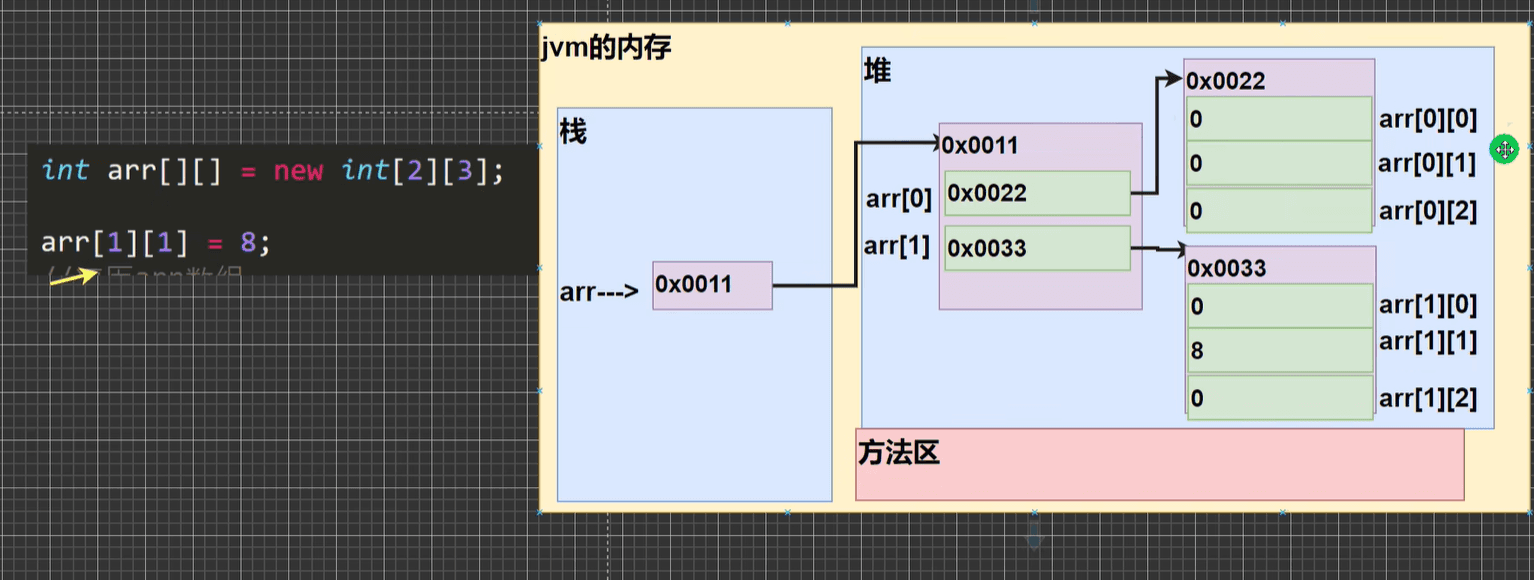 int arr[][] = new int[2][3];
arr[1][1] = 8;
jvm的内存
栈
arr--->
0x0011
堆
0x0011
arr[0]
0x0022
arr[1]
0x0033
0x0022
0
arr[0][0]
0
arr[0][1]
0
arr[0][2]
0x0033
0
arr[1][0]
8
arr[1][1]
0
arr[1][2]
方法区